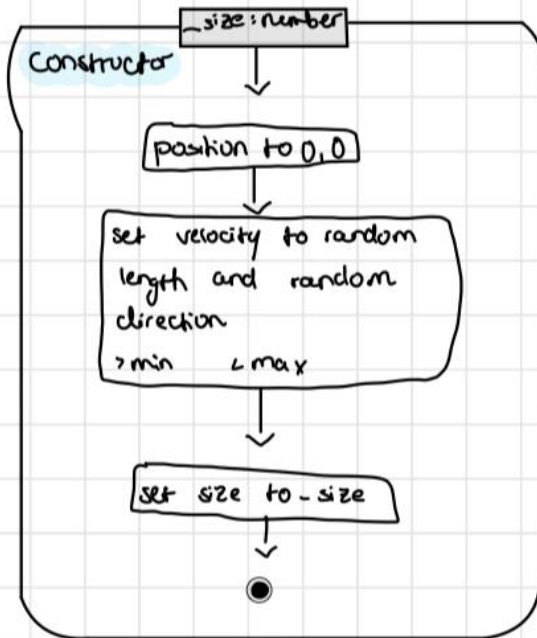 _size:number
Constructor
position to 0,0
set velocity to random
length and random
direction
>min <max
set size to _size